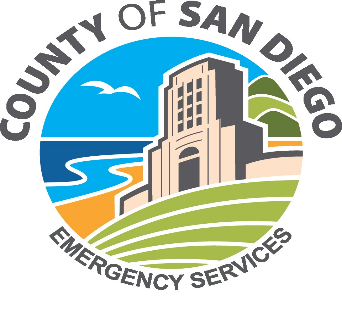 COUNTY OF SAN DIEGO
EMERGENCY SERVICES